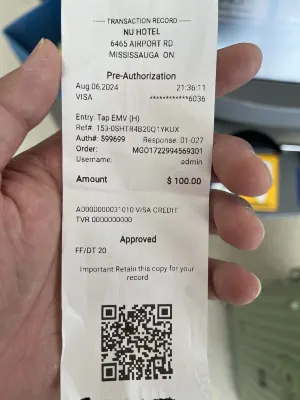 ----- TRANSACTION RECORD -----
NU HOTEL
6465 AIRPORT RD
MISSISSAUGA ON
Pre-Authorization
Aug 06,2024 21:36:11
VISA ***********6036
Entry: Tap EMV (H)
Ref#: 153-0SHTR4B20Q1YKUX
Auth#: 599699 Response: 01-027
Order: MGO1722994569301
Username: admin
Amount $ 100.00
A0000000031010 VISA CREDIT
TVR 0000000000
Approved
FF/DT 20
Important:Retain this copy for your
record